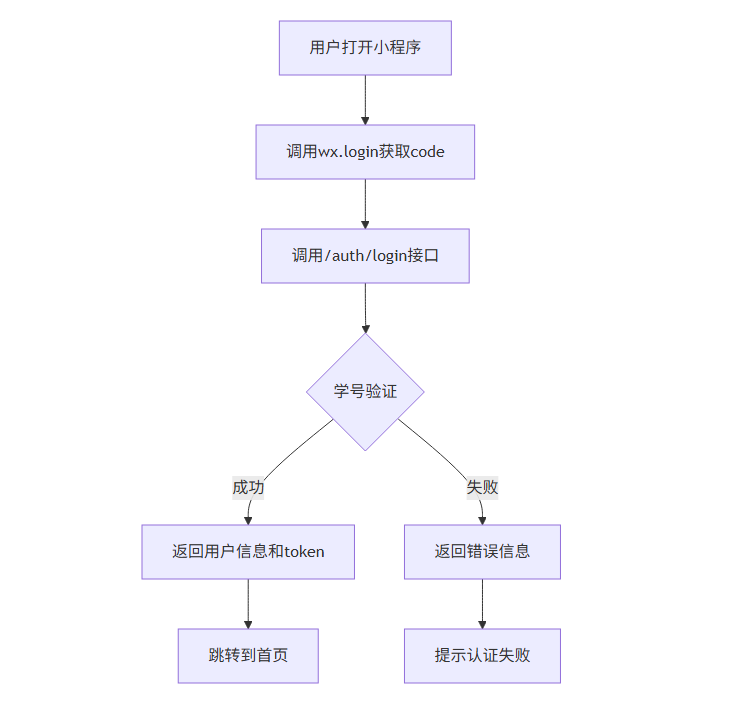 用户打开小程序
调用wx.login获取code
调用/auth/login接口
学号验证
成功
失败
返回用户信息和token
返回错误信息
跳转到首页
提示认证失败